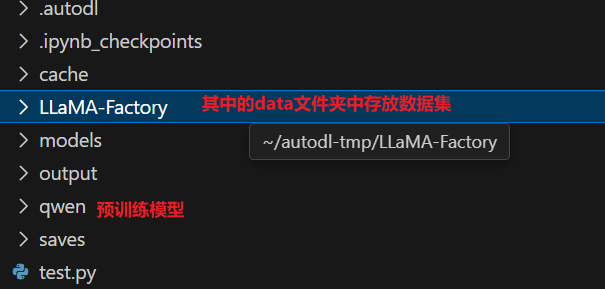 .autodl
.ipynb_checkpoints
cache
LLaMA-Factory 其中的data文件夹中存放数据集
~/autodl-tmp/LLaMA-Factory
models
output
qwen 预训练模型
saves
test.py